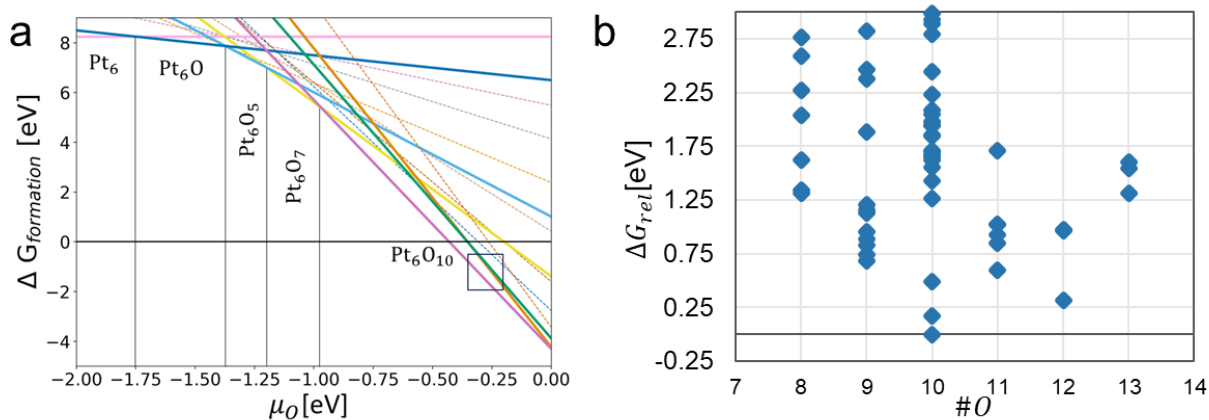 a
Δ G_formation [eV]
8
6
4
2
0
−2
−4
Pt₆
Pt₆O
Pt₆O₅
Pt₆O₇
Pt₆O₁₀
−2.00 −1.75 −1.50 −1.25 −1.00 −0.75 −0.50 −0.25 0.00
μ_O [eV]
b
ΔG_rel[eV]
2.75
2.25
1.75
1.25
0.75
0.25
-0.25
7 8 9 10 11 12 13 14
#O